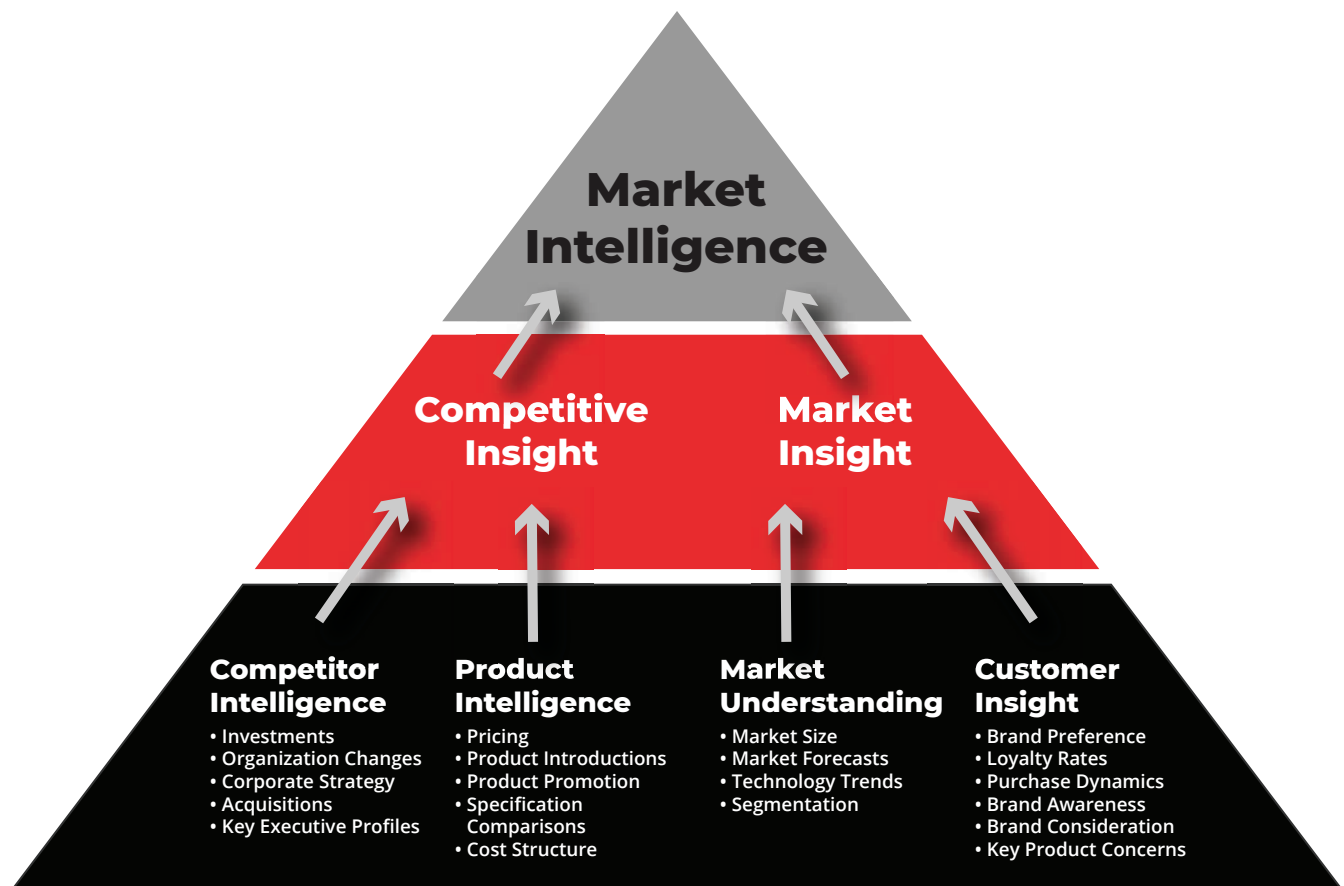 Market
Intelligence
Competitive
Insight
Market
Insight
Competitor
Intelligence
• Investments
• Organization Changes
• Corporate Strategy
• Acquisitions
• Key Executive Profiles
Product
Intelligence
• Pricing
• Product Introductions
• Product Promotion
• Specification
Comparisons
• Cost Structure
Market
Understanding
• Market Size
• Market Forecasts
• Technology Trends
• Segmentation
Customer
Insight
• Brand Preference
• Loyalty Rates
• Purchase Dynamics
• Brand Awareness
• Brand Consideration
• Key Product Concerns